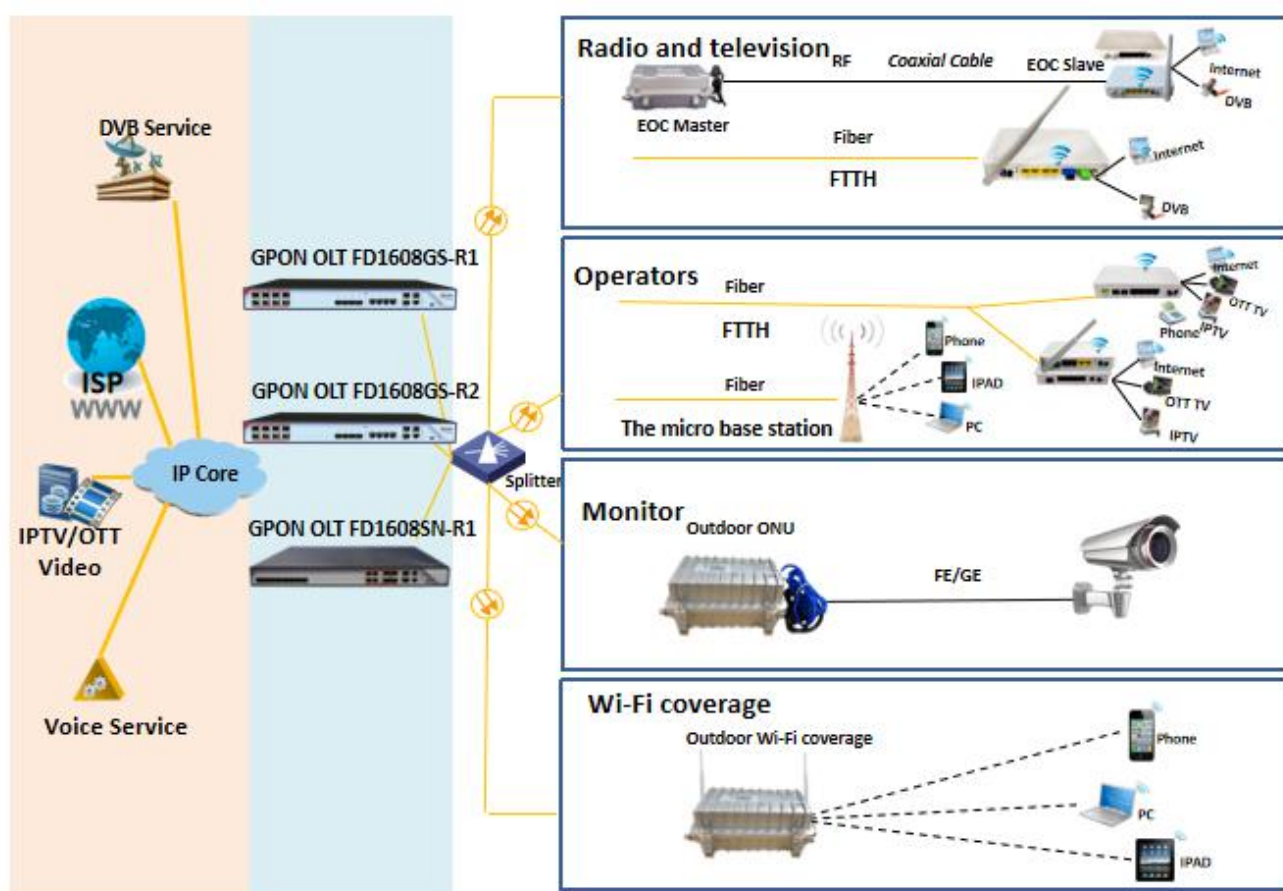 DVB Service
ISP
WWW
IP Core
IPTV/OTT
Video
Voice Service
GPON OLT FD1608GS-R1
GPON OLT FD1608GS-R2
GPON OLT FD1608SN-R1
Splitter
Radio and television
RF
Coaxial Cable
EOC Slave
Internet
DVB
EOC Master
Fiber
FTTH
Internet
DVB
Operators
Fiber
FTTH
Internet
OTT TV
IPTV
Phone
Phone
IPAD
PC
Fiber
The micro base station
Internet
OTT TV
IPTV
Monitor
Outdoor ONU
FE/GE
Wi-Fi coverage
Outdoor Wi-Fi coverage
Phone
PC
IPAD